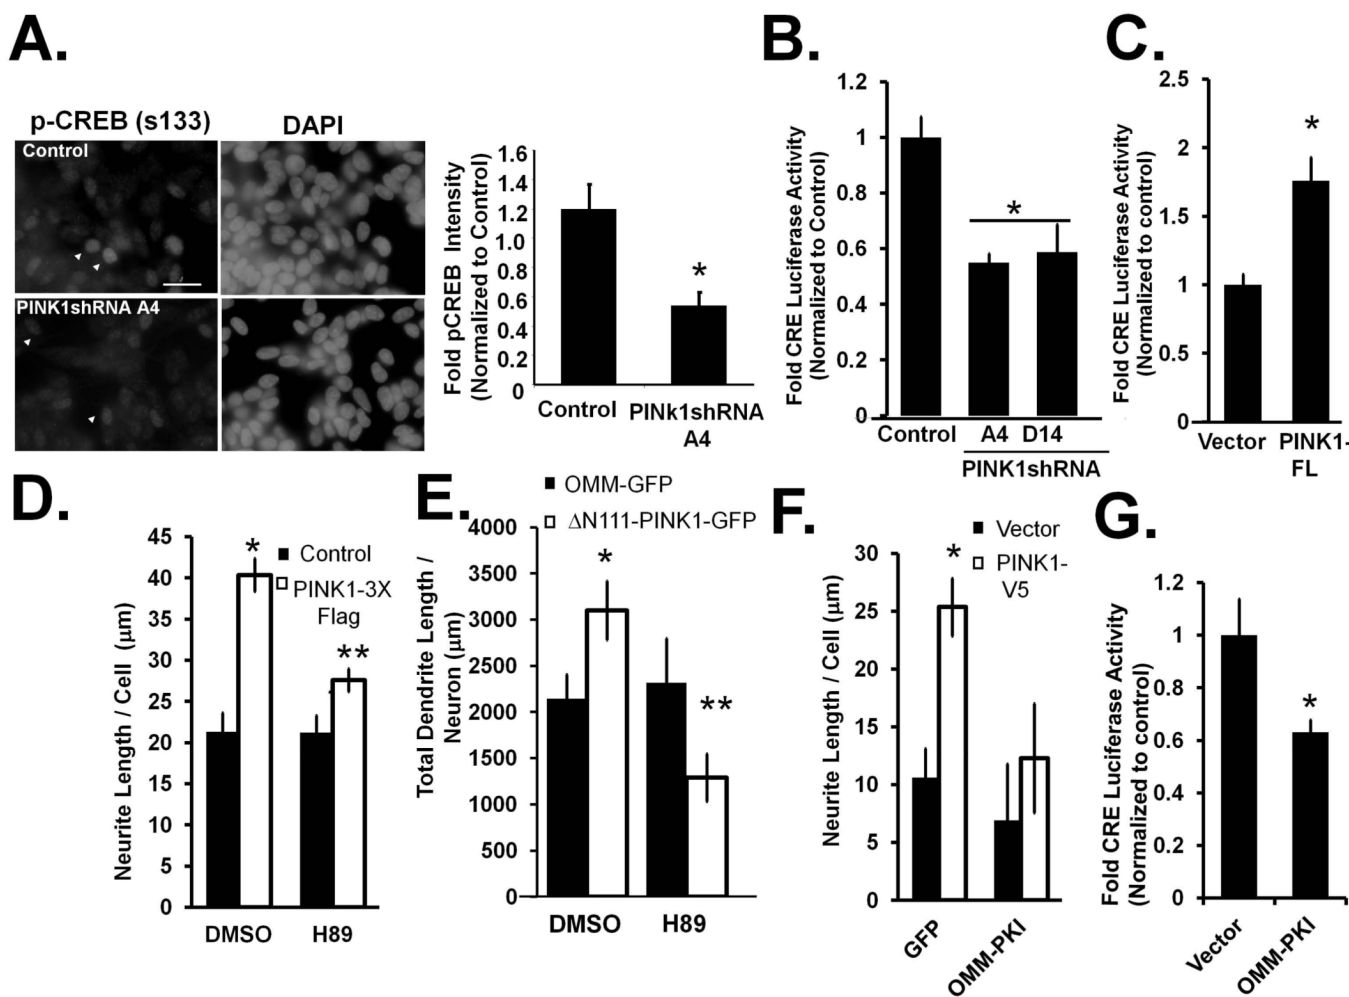 A.
p-CREB (s133)
DAPI
Control
PINK1shRNA A4
Fold pCREB Intensity
(Normalized to Control)
1.6
1.4
1.2
1.0
0.8
0.6
0.4
0.2
0
*
Control
PINk1shRNA
A4
B.
Fold CRE Luciferase Activity
(Normalized to Control)
1.2
1
0.8
0.6
0.4
0.2
0
*
Control
A4
D14
PINK1shRNA
C.
Fold CRE Luciferase Activity
(Normalized to control)
2.5
2
1.5
1
0.5
0
*
Vector
PINK1-
FL
D.
Neurite Length / Cell (μm)
45
40
35
30
25
20
15
10
5
0
*
**
Control
PINK1-3X
Flag
DMSO
H89
E.
OMM-GFP
ΔN111-PINK1-GFP
Total Dendrite Length /
Neuron (μm)
4000
3500
3000
2500
2000
1500
1000
500
0
*
**
DMSO
H89
F.
Vector
PINK1-
V5
Neurite Length / Cell (μm)
30
25
20
15
10
5
0
*
GFP
OMM-PKI
G.
Fold CRE Luciferase Activity
(Normalized to control)
1.2
1
0.8
0.6
0.4
0.2
0
*
Vector
OMM-PKI